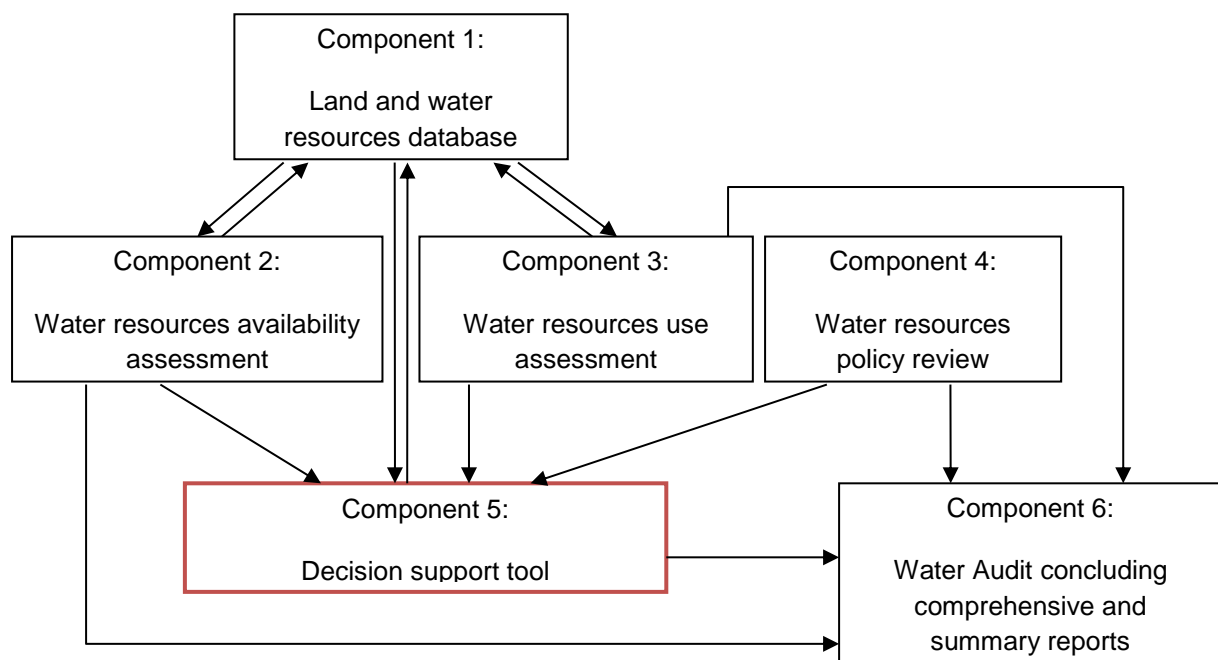 Component 1:
Land and water
resources database
Component 2:
Water resources availability
assessment
Component 3:
Water resources use
assessment
Component 4:
Water resources
policy review
Component 5:
Decision support tool
Component 6:
Water Audit concluding
comprehensive and
summary reports